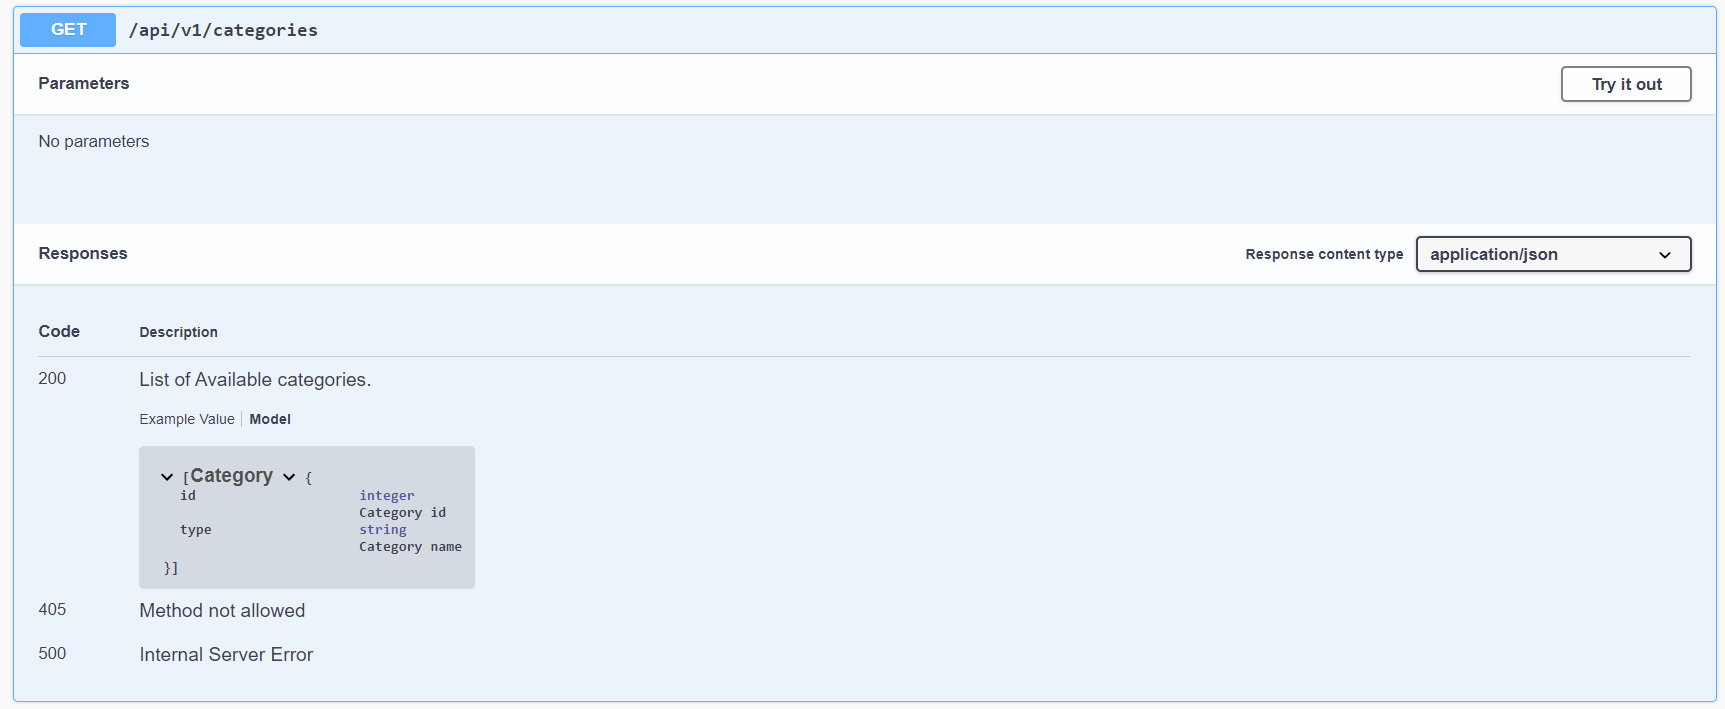 GET /api/v1/categories
Parameters Try it out
No parameters
Responses Response content type application/json
Code Description
200 List of Available categories.
Example Value Model
[Category {
id integer
Category id
type string
Category name
}]
405 Method not allowed
500 Internal Server Error